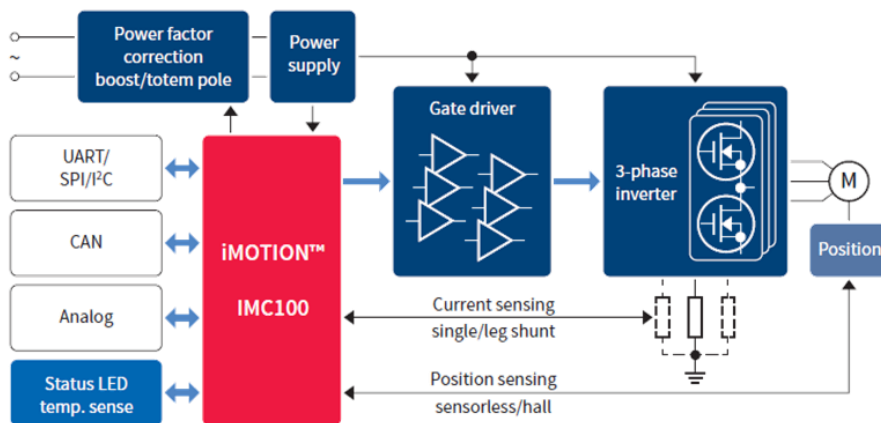 Power factor
correction
boost/totem pole
Power
supply
~
Gate driver
3-phase
inverter
M
Position
UART/
SPI/I²C
CAN
Analog
Status LED
temp. sense
iMOTION™
IMC100
Current sensing
single/leg shunt
Position sensing
sensorless/hall